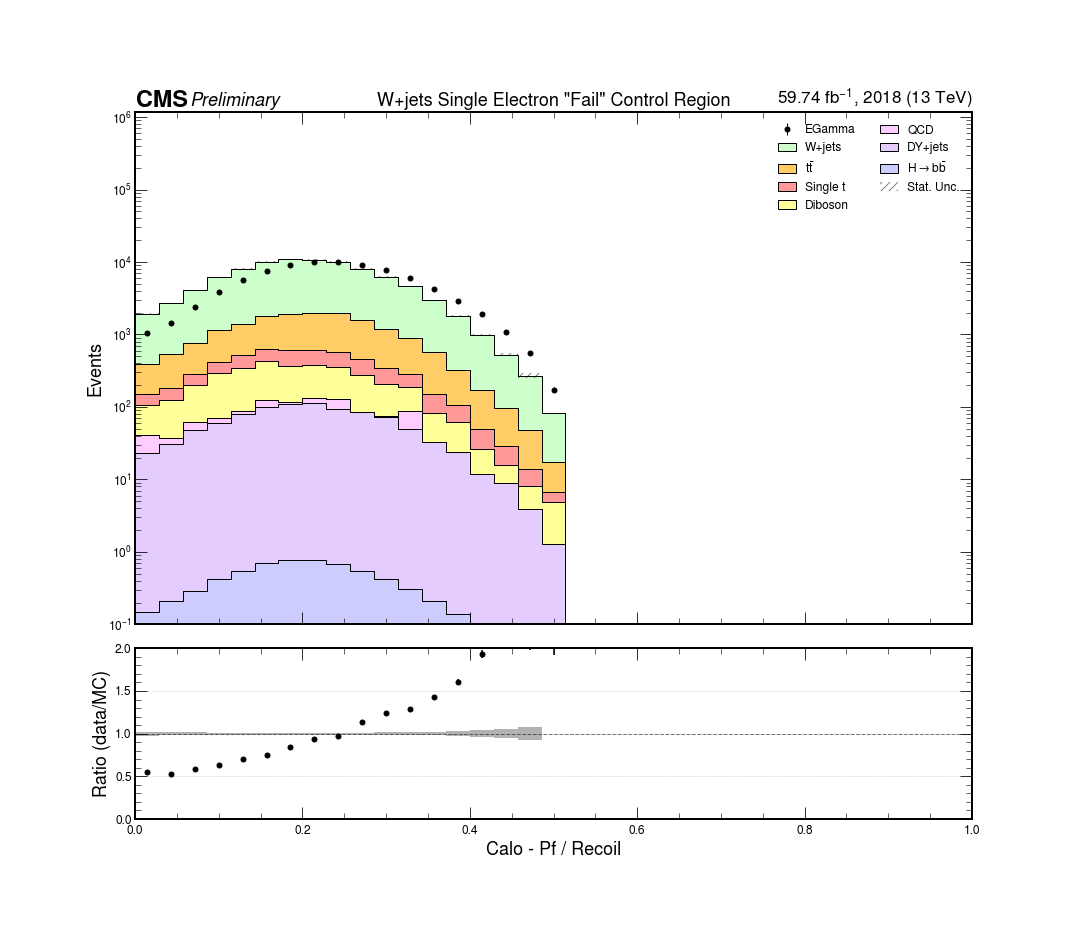 CMS Preliminary W+jets Single Electron "Fail" Control Region 59.74 fb⁻¹, 2018 (13 TeV)
EGamma
W+jets
tt̄
Single t
Diboson
QCD
DY+jets
H→bb̄
Stat. Unc.
10⁶
10⁵
10⁴
10³
10²
10¹
10⁰
10⁻¹
Events
2.0
1.5
1.0
0.5
0.0
Ratio (data/MC)
0.0 0.2 0.4 0.6 0.8 1.0
Calo - Pf / Recoil